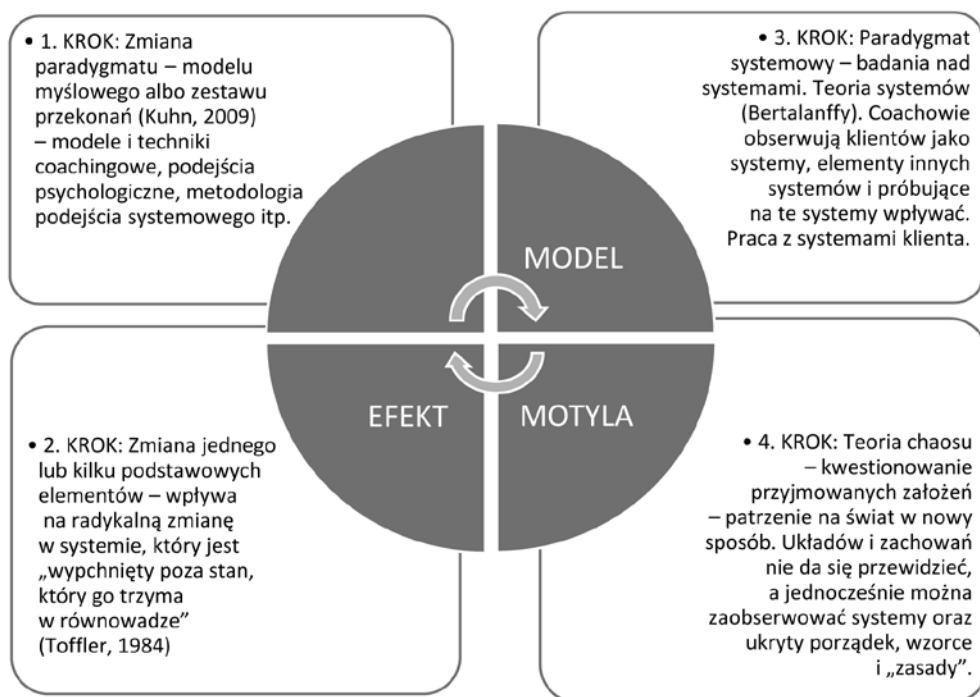 • 1. KROK: Zmiana
paradygmatu – modelu
myślowego albo zestawu
przekonań (Kuhn, 2009)
– modele i techniki
coachingowe, podejścia
psychologiczne, metodologia
podejścia systemowego itp.
• 3. KROK: Paradygmat
systemowy – badania nad
systemami. Teoria systemów
(Bertalanffy). Coachowie
obserwują klientów jako
systemy, elementy innych
systemów i próbujące
na te systemy wpływać.
Praca z systemami klienta.
MODEL
EFEKT
MOTYLA
• 2. KROK: Zmiana jednego
lub kilku podstawowych
elementów – wpływa
na radykalną zmianę
w systemie, który jest
„wypchnięty poza stan,
który go trzyma
w równowadze”
(Toffler, 1984)
• 4. KROK: Teoria chaosu
– kwestionowanie
przyjmowanych założeń
– patrzenie na świat w nowy
sposób. Układów i zachowań
nie da się przewidzieć,
a jednocześnie można
zaobserwować systemy oraz
ukryty porządek, wzorce
i „zasady”.